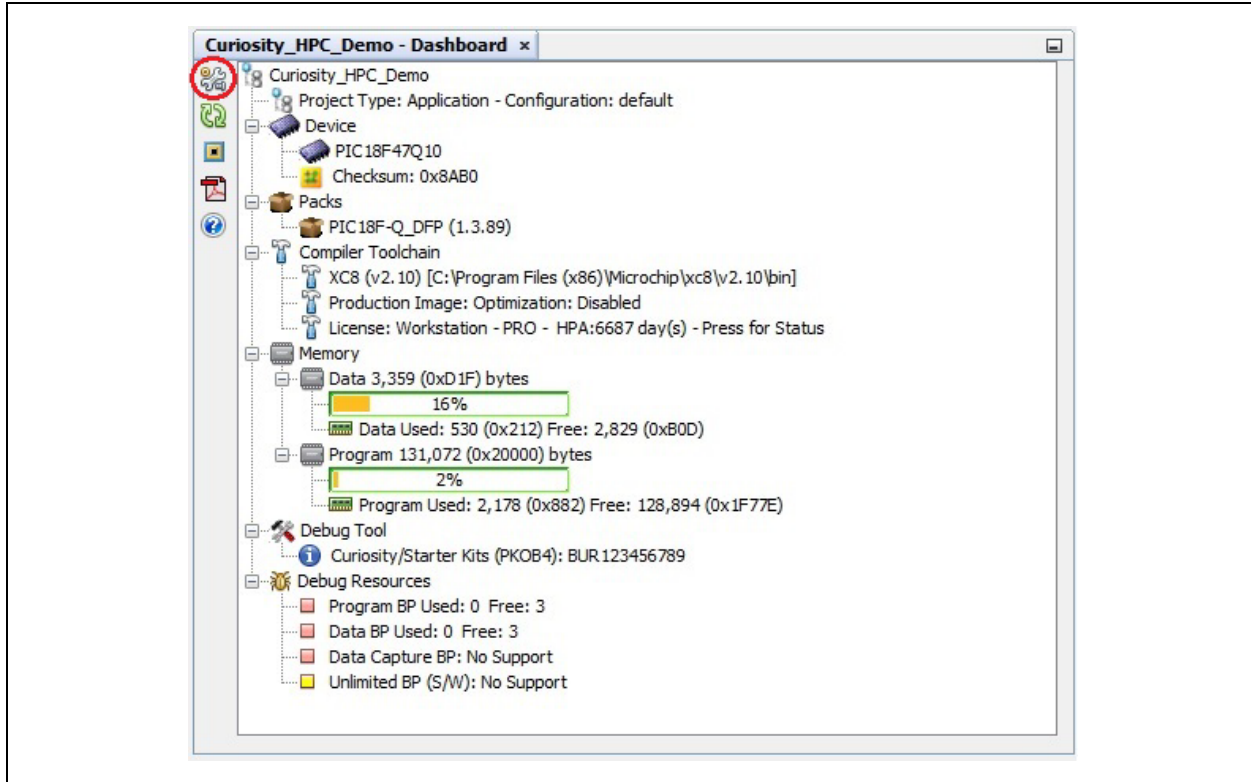 Curiosity_HPC_Demo - Dashboard ×
Curiosity_HPC_Demo
Project Type: Application - Configuration: default
Device
PIC18F47Q10
Checksum: 0x8AB0
Packs
PIC18F-Q_DFP (1.3.89)
Compiler Toolchain
XC8 (v2.10) [C:\Program Files (x86)\Microchip\xc8\v2.10\bin]
Production Image: Optimization: Disabled
License: Workstation - PRO - HPA:6687 day(s) - Press for Status
Memory
Data 3,359 (0xD1F) bytes
16%
Data Used: 530 (0x212) Free: 2,829 (0xB0D)
Program 131,072 (0x20000) bytes
2%
Program Used: 2,178 (0x882) Free: 128,894 (0x1F77E)
Debug Tool
Curiosity/Starter Kits (PKOB4): BUR123456789
Debug Resources
Program BP Used: 0 Free: 3
Data BP Used: 0 Free: 3
Data Capture BP: No Support
Unlimited BP (S/W): No Support